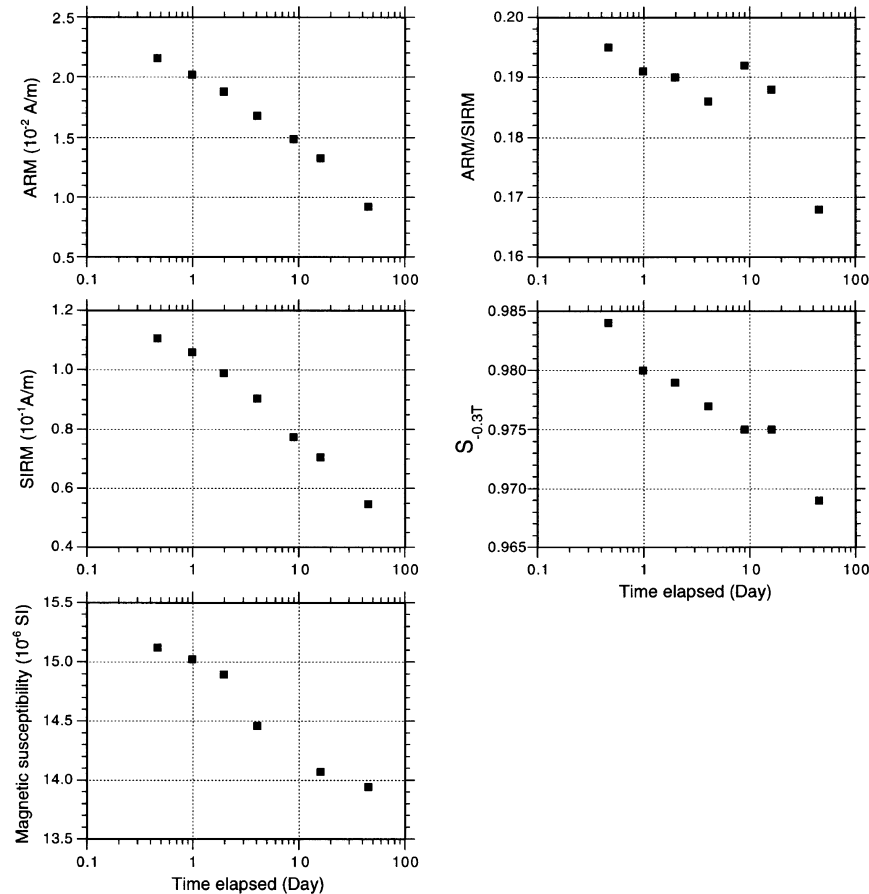 2.5
2.0
1.5
1.0
0.5
ARM (10⁻² A/m)
0.1 1 10 100
0.20
0.19
0.18
0.17
0.16
ARM/SIRM
0.1 1 10 100
1.2
1.0
0.8
0.6
0.4
SIRM (10⁻¹A/m)
0.1 1 10 100
0.985
0.980
0.975
0.970
0.965
S-0.3T
0.1 1 10 100
Time elapsed (Day)
15.5
15.0
14.5
14.0
13.5
Magnetic susceptibility (10⁻⁶ SI)
0.1 1 10 100
Time elapsed (Day)